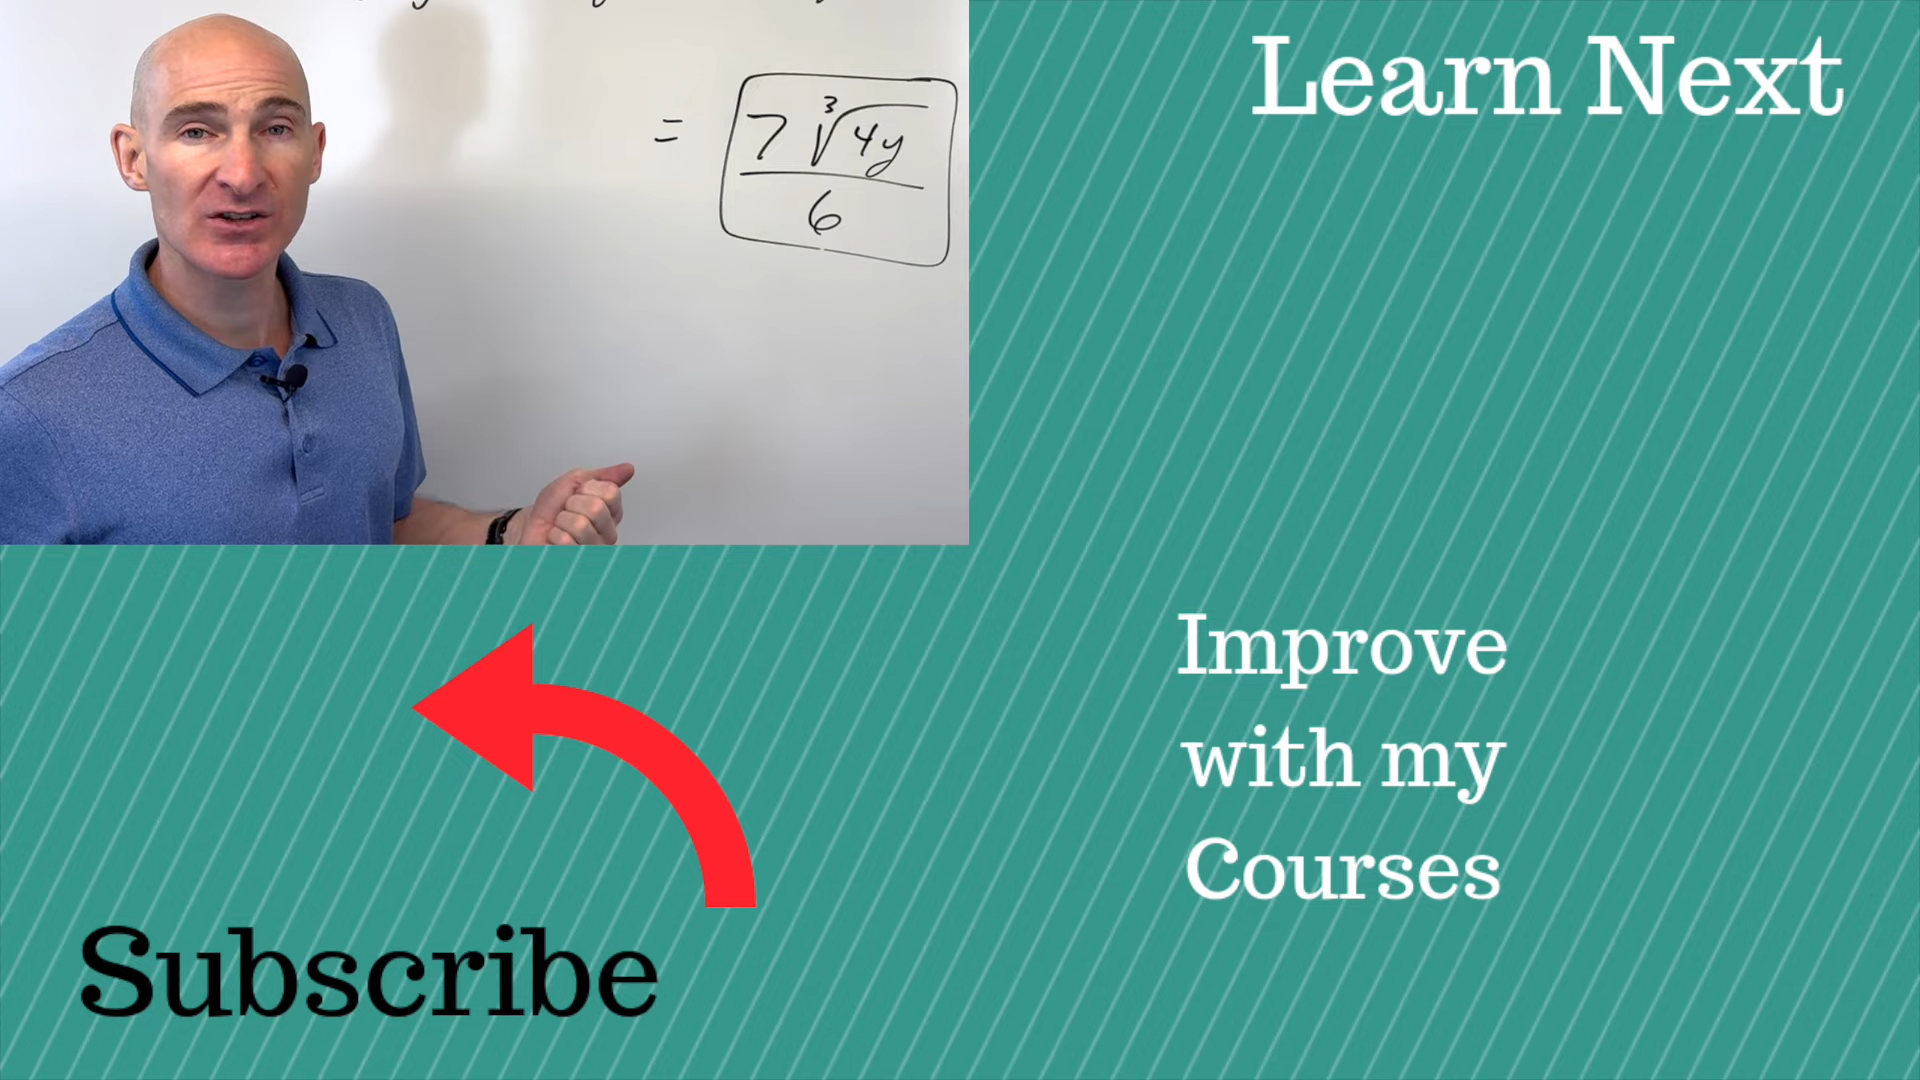 = 7∛4y
6
Learn Next
Improve
with my
Courses
Subscribe